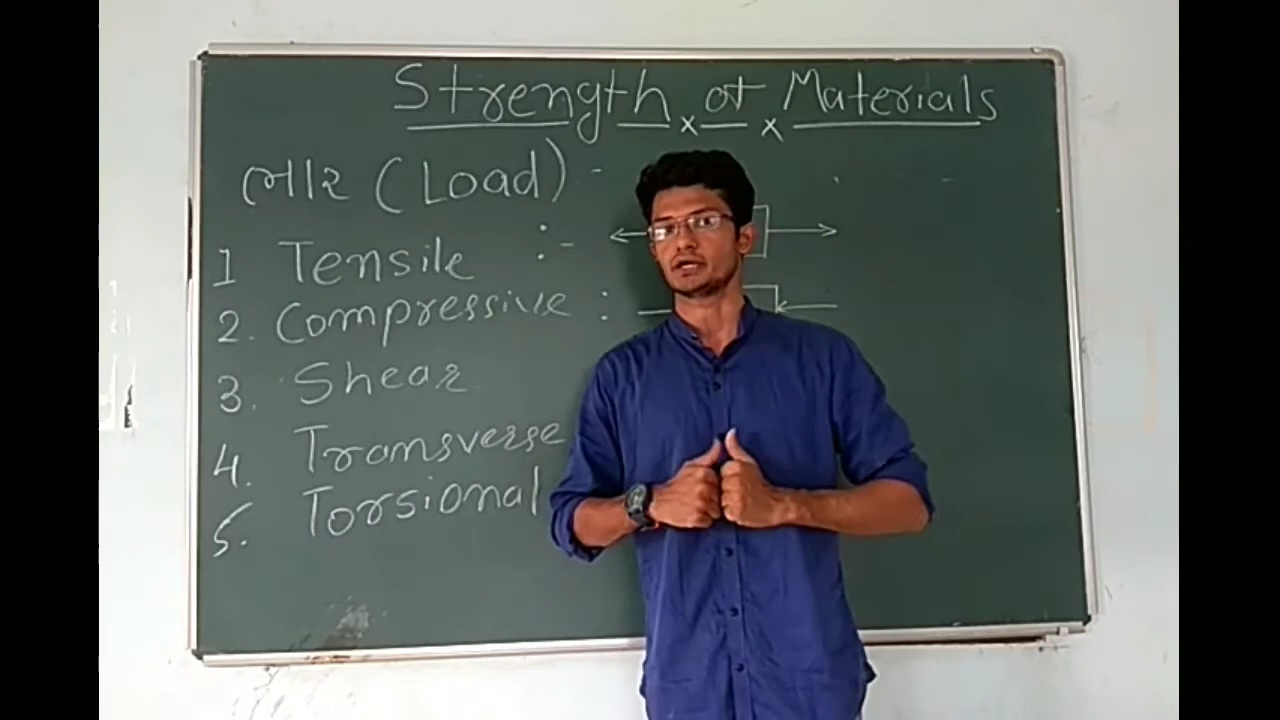 Strength of Materials
ભાર (Load) -
1 Tensile :-
2. Compressive :
3. Shear
4. Transverse
5. Torsional